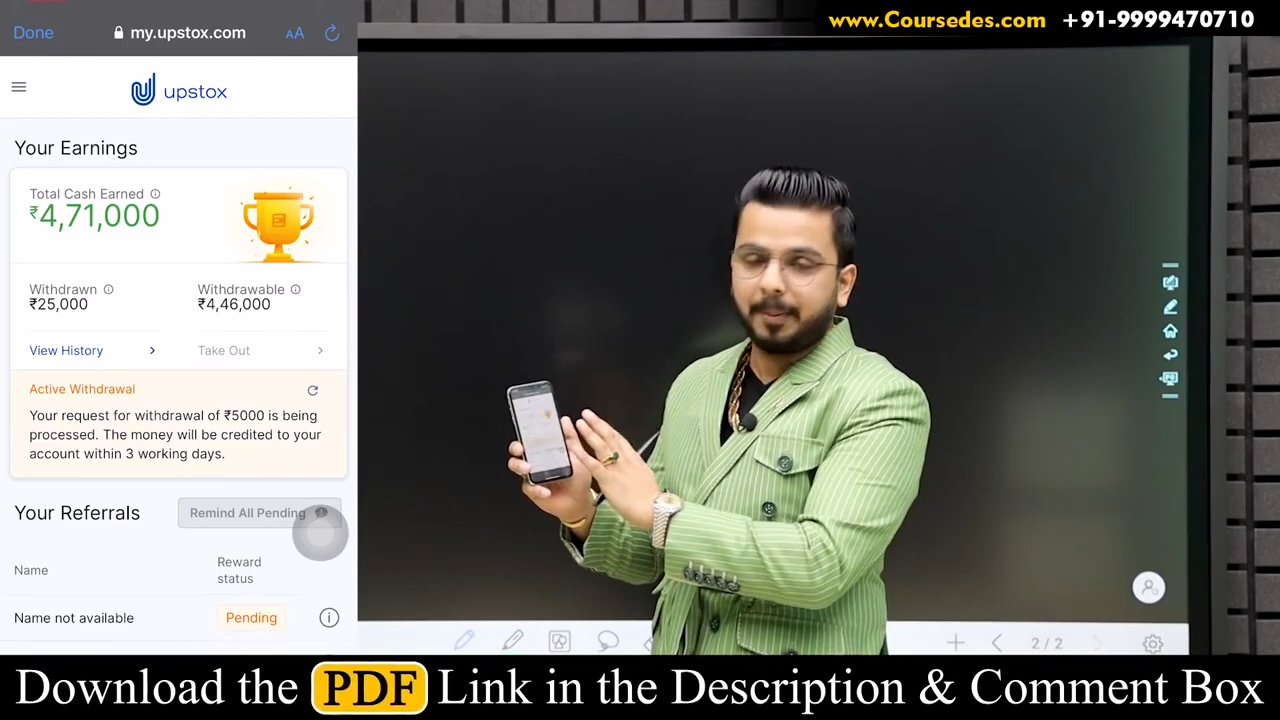 www.Coursedes.com +91-9999470710
Done my.upstox.com AA
upstox
Your Earnings
Total Cash Earned
₹4,71,000
Withdrawn Withdrawable
₹25,000 ₹4,46,000
View History Take Out
Active Withdrawal
Your request for withdrawal of ₹5000 is being
processed. The money will be credited to your
account within 3 working days.
Your Referrals Remind All Pending
Name Reward
status
Name not available Pending
2 / 2
Download the PDF Link in the Description & Comment Box